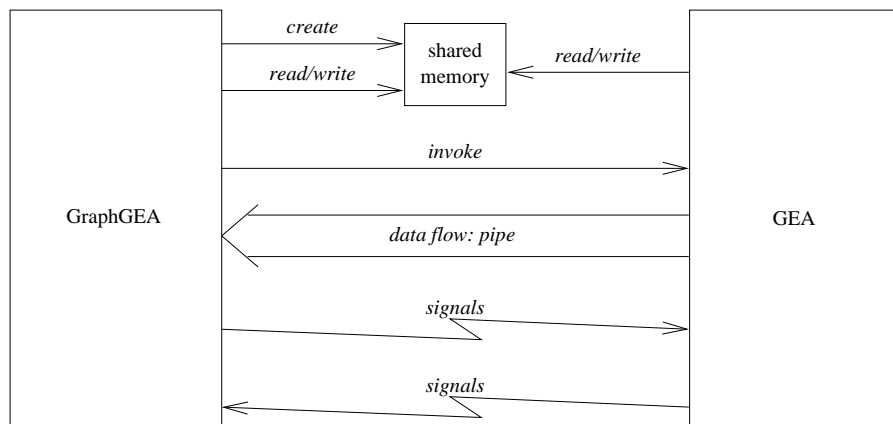 create
shared
memory
read/write
read/write
invoke
GraphGEA
GEA
data flow: pipe
signals
signals